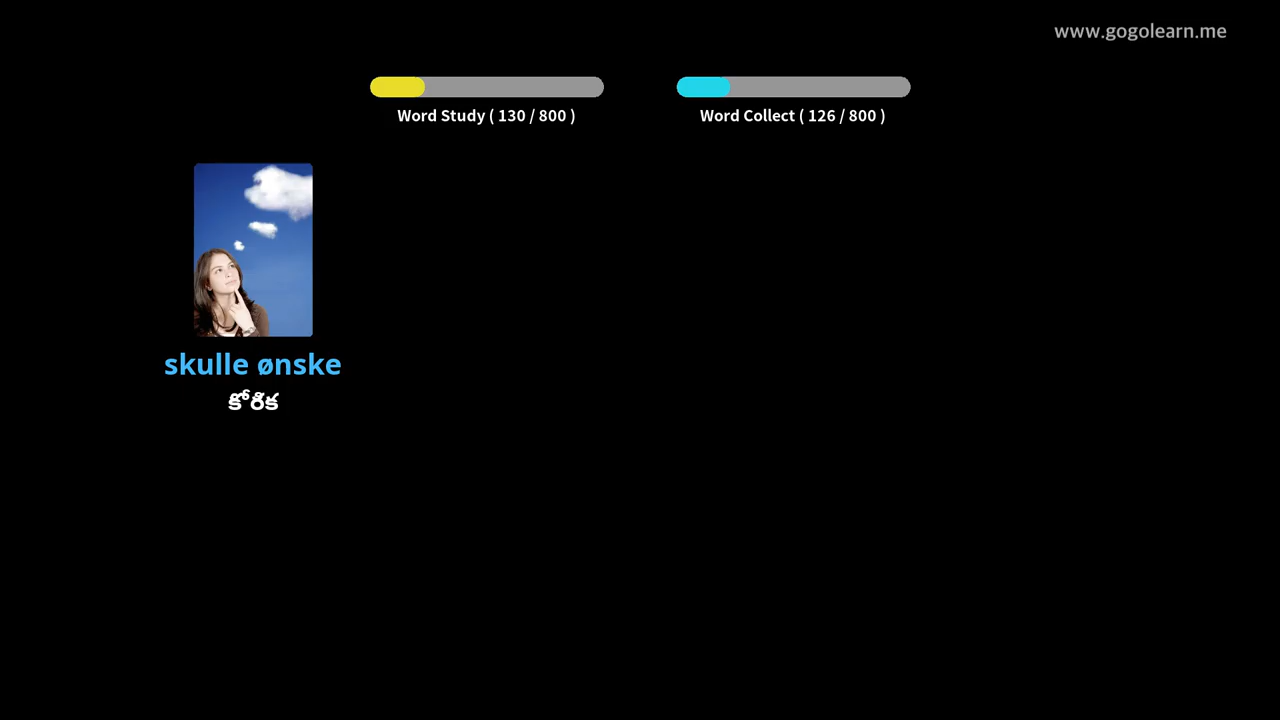 www.gogolearn.me
Word Study ( 130 / 800 )
Word Collect ( 126 / 800 )
skulle ønske
కోరిక